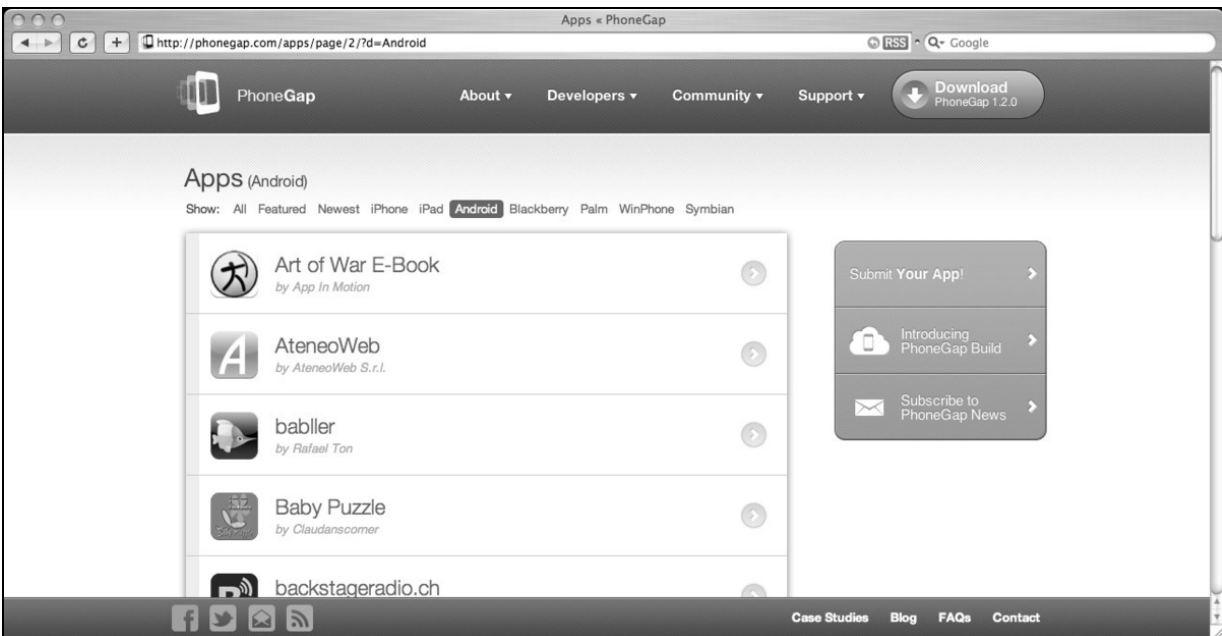 Apps « PhoneGap
http://phonegap.com/apps/page/2/?d=Android
RSS
Google
PhoneGap
About
Developers
Community
Support
Download
PhoneGap 1.2.0
Apps (Android)
Show: All Featured Newest iPhone iPad Android Blackberry Palm WinPhone Symbian
Art of War E-Book
by App In Motion
AteneoWeb
by AteneoWeb S.r.l.
babller
by Rafael Ton
Baby Puzzle
by Claudanscorner
backstageradio.ch
Submit Your App!
Introducing
PhoneGap Build
Subscribe to
PhoneGap News
Case Studies Blog FAQs Contact